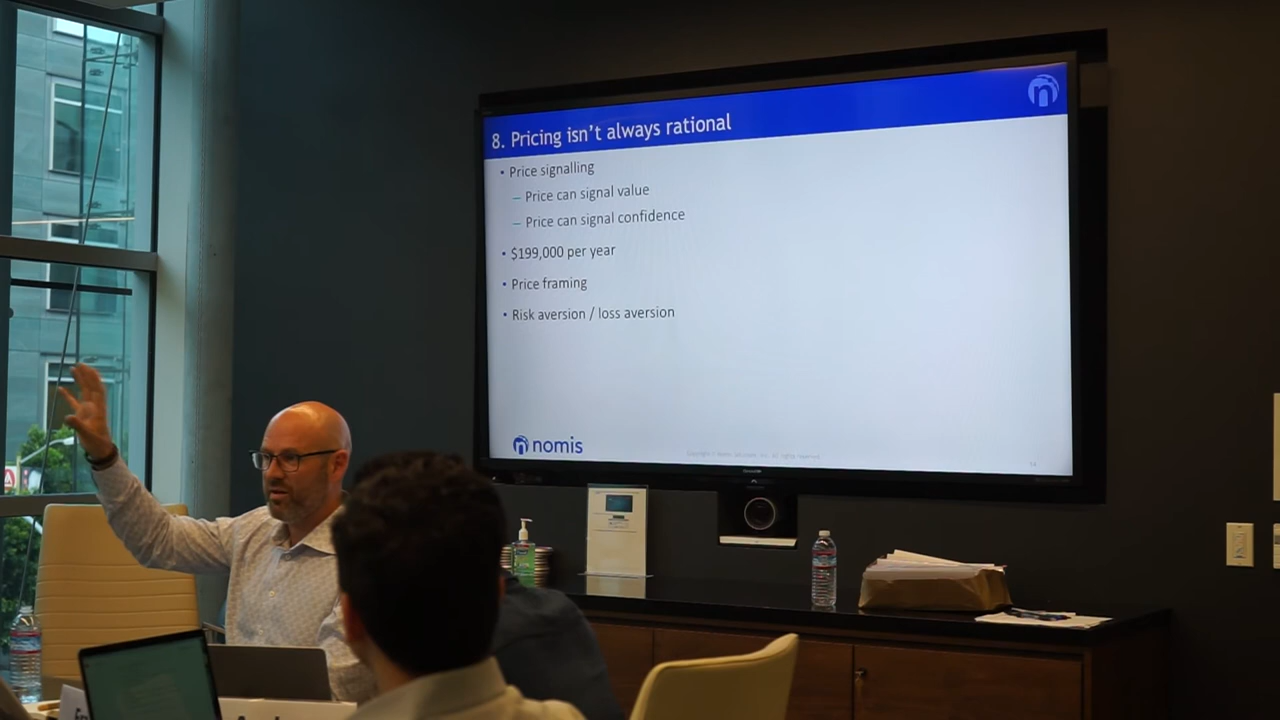 8. Pricing isn't always rational
• Price signalling
– Price can signal value
– Price can signal confidence
• $199,000 per year
• Price framing
• Risk aversion / loss aversion
nomis
14